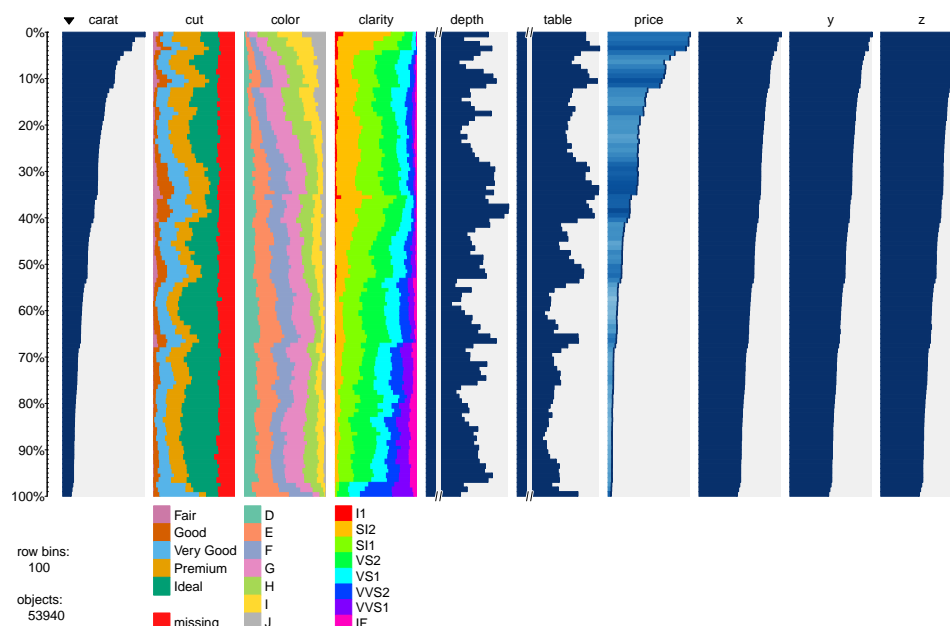 carat cut color clarity depth table price x y z
0%
10%
20%
30%
40%
50%
60%
70%
80%
90%
100%
Fair
Good
Very Good
Premium
Ideal
missing
D
E
F
G
H
I
J
I1
SI2
SI1
VS2
VS1
VVS2
VVS1
IF
row bins:
100
objects:
53940